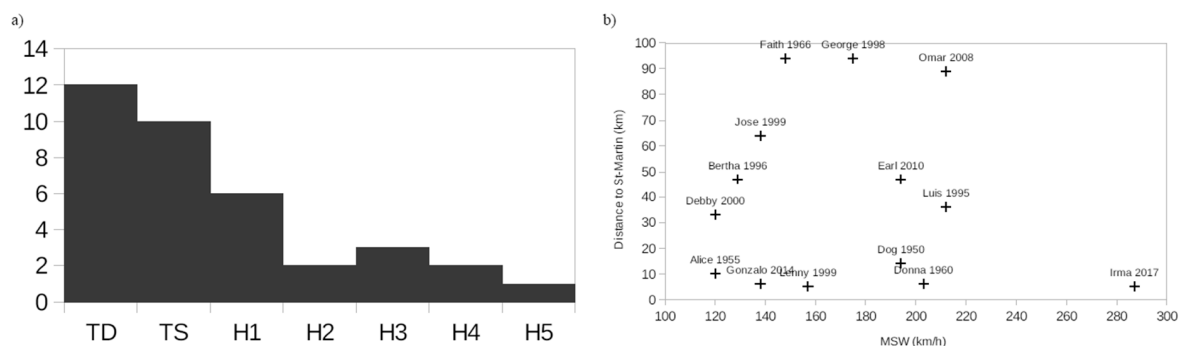 a)
14
12
10
8
6
4
2
0
TD TS H1 H2 H3 H4 H5
b)
Distance to St-Martin (km)
100
90
80
70
60
50
40
30
20
10
0
Faith 1966
George 1998
Omar 2008
Jose 1999
Bertha 1996
Earl 2010
Luis 1995
Debby 2000
Dog 1950
Alice 1955
Gonzalo 2014
Lenny 1999
Donna 1960
Irma 2017
100 120 140 160 180 200 220 240 260 280 300
MSW (km/h)